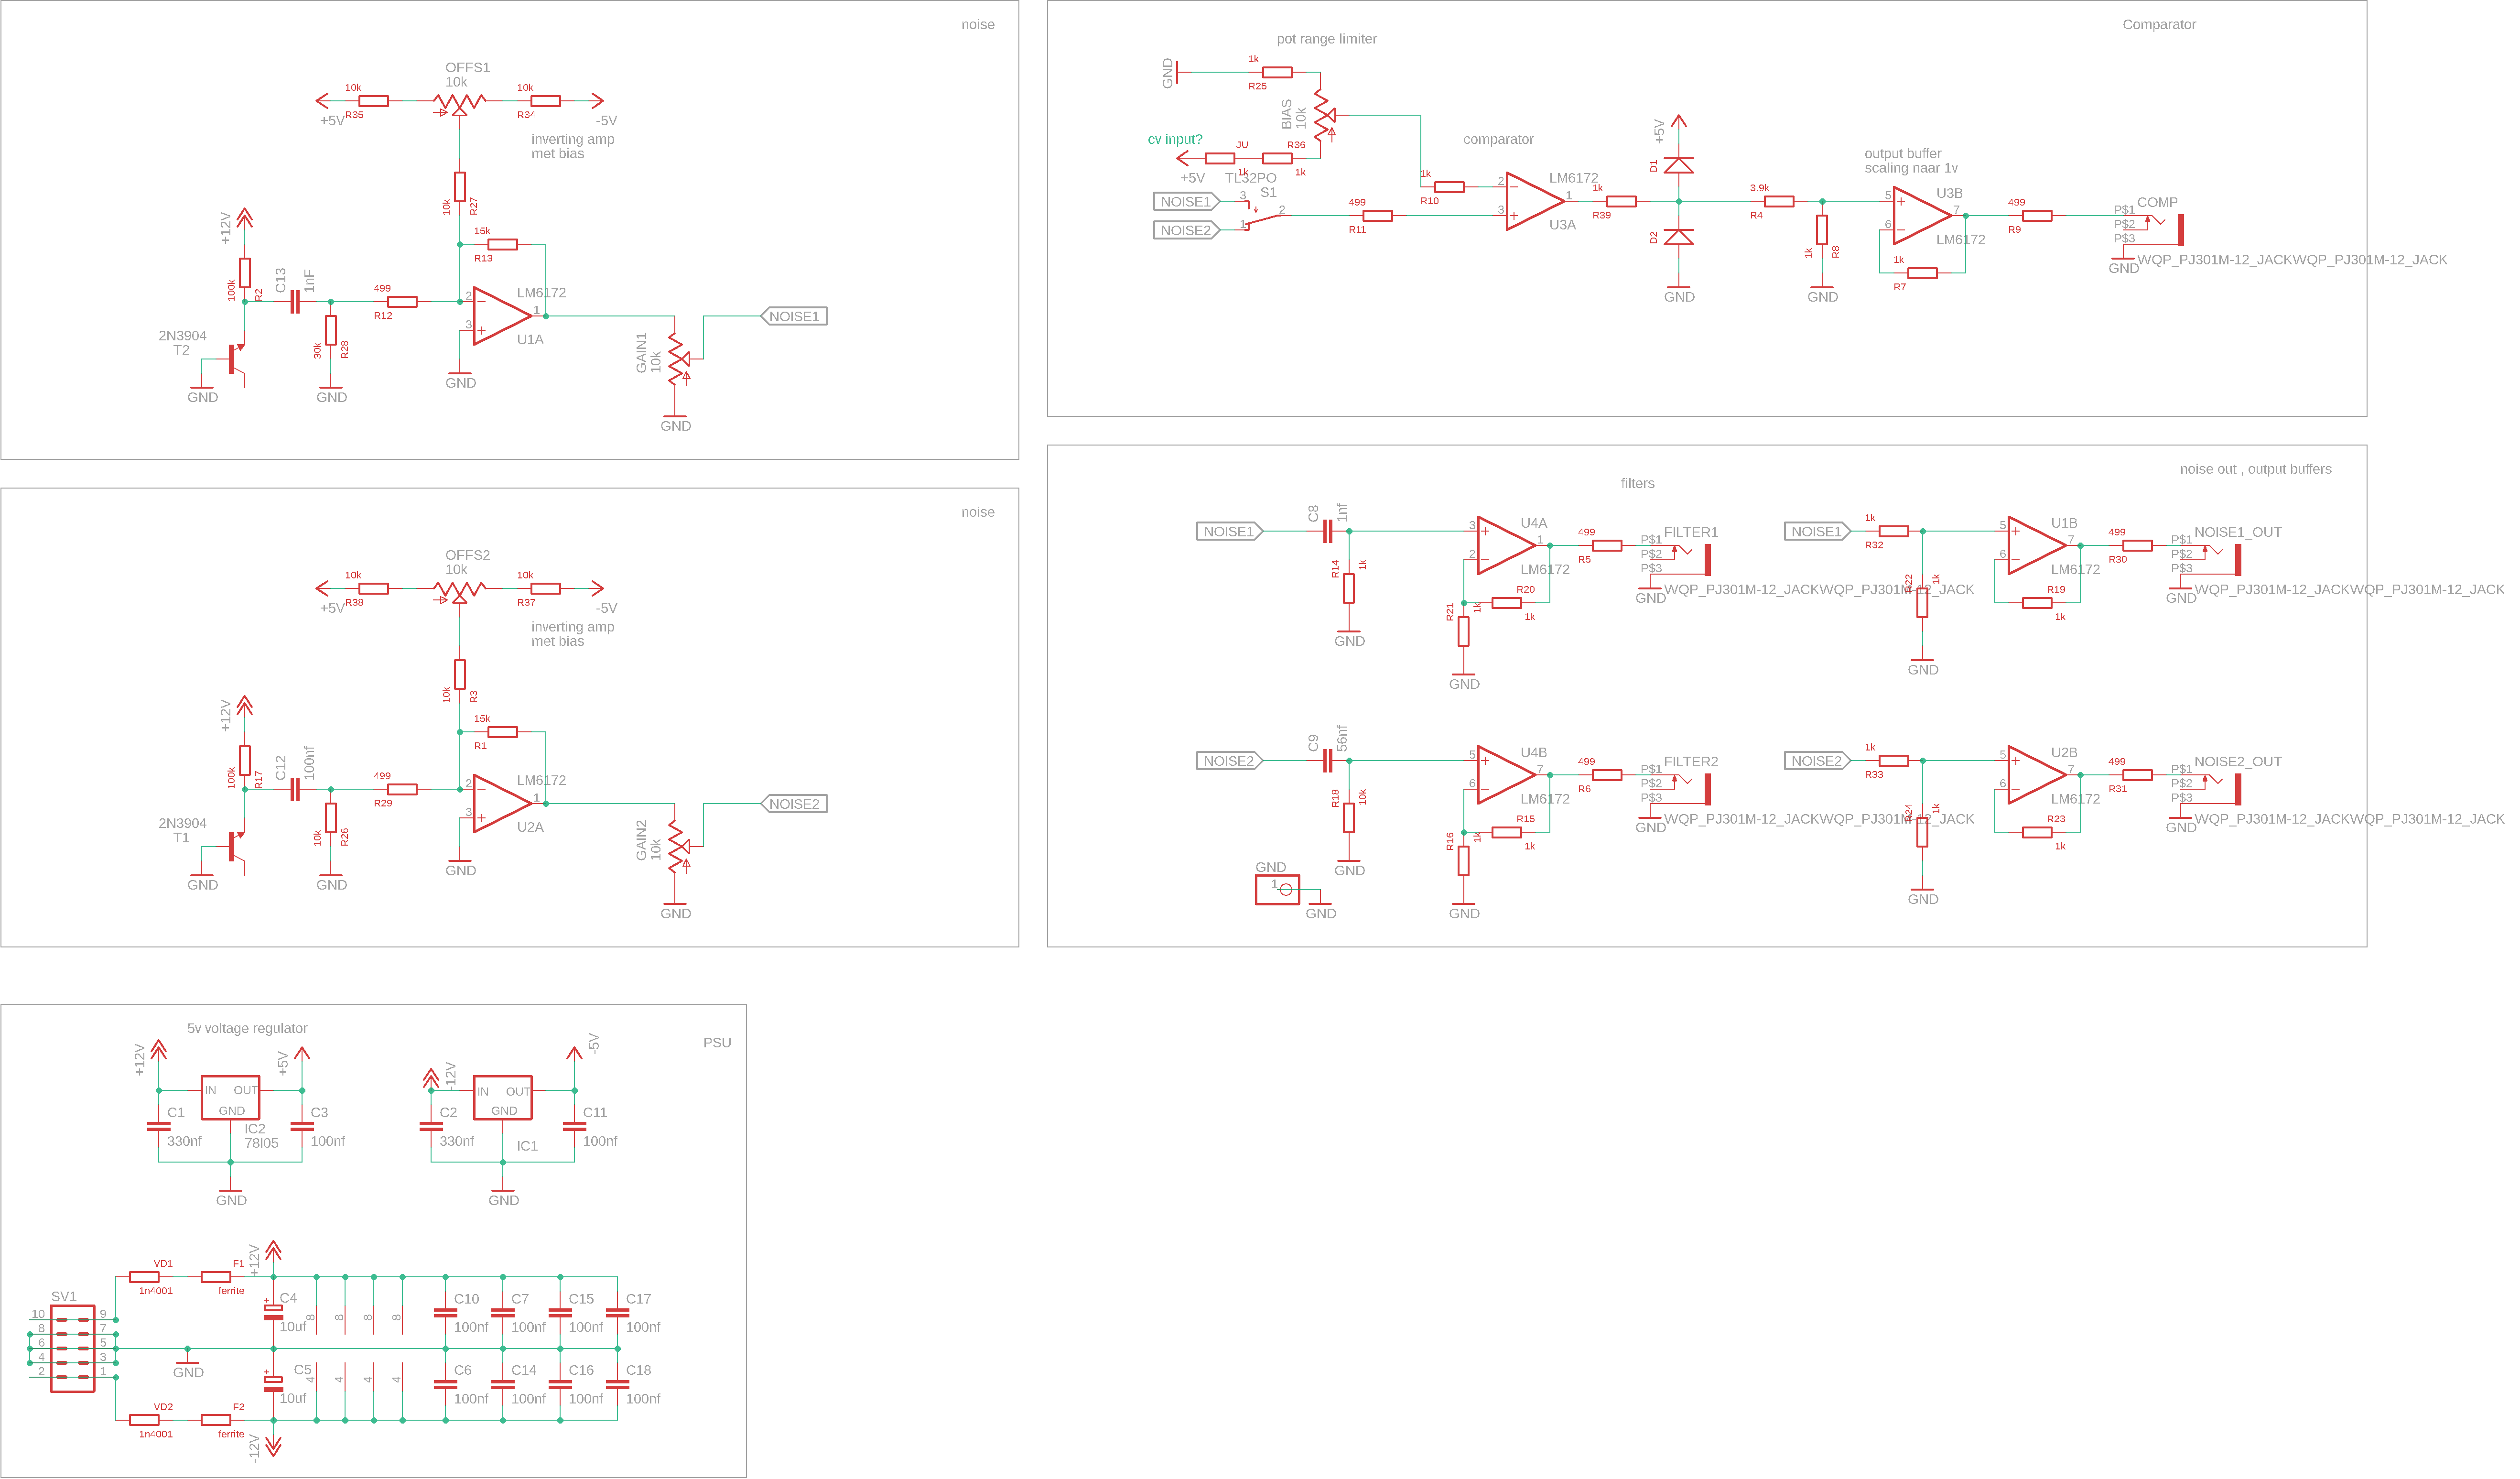 noise
OFFS1
10k
10k
R35
+5V
10k
R34
-5V
inverting amp
met bias
10k
R27
15k
R13
+12V
100k
R2
C13
1nF
499
R12
30k
R28
2N3904
T2
GND
GND
2
3
1
LM6172
U1A
GND
GAIN1
10k
GND
NOISE1
noise
OFFS2
10k
10k
R38
+5V
10k
R37
-5V
inverting amp
met bias
10k
R3
15k
R1
+12V
100k
R17
C12
100nf
499
R29
10k
R26
2N3904
T1
GND
GND
2
3
1
LM6172
U2A
GND
GAIN2
10k
GND
NOISE2
5v voltage regulator
PSU
+12V
+5V
IN OUT
GND
C1
330nf
IC2
78l05
C3
100nf
GND
-12V
-5V
IN OUT
GND
C2
330nf
IC1
C11
100nf
GND
VD1
1n4001
F1
ferrite
+12V
SV1
10 9
8 7
6 5
4 3
2 1
GND
C4
10uf
C5
10uf
8 8 8 8
4 4 4 4
C10
100nf
C7
100nf
C15
100nf
C17
100nf
C6
100nf
C14
100nf
C16
100nf
C18
100nf
VD2
1n4001
F2
ferrite
-12V
Comparator
pot range limiter
GND
1k
R25
BIAS
10k
cv input?
+5V
JU
1k
R36
1k
TL32PO
S1
NOISE1
NOISE2
3
2
1
499
R11
1k
R10
comparator
2
3
1
LM6172
U3A
1k
R39
+5V
D1
D2
GND
3.9k
R4
1k
R8
GND
output buffer
scaling naar 1v
5
6
7
U3B
LM6172
1k
R7
499
R9
COMP
P$1
P$2
P$3
GND
WQP_PJ301M-12_JACKWQP_PJ301M-12_JACK
noise out , output buffers
filters
NOISE1
C8
1nf
R14
1k
GND
3
2
1
U4A
LM6172
R20
1k
R21
1k
GND
499
R5
FILTER1
P$1
P$2
P$3
GND
WQP_PJ301M-12_JACKWQP_PJ301M-12_JACK
NOISE1
1k
R32
R22
1k
GND
5
6
7
U1B
LM6172
R19
1k
499
R30
NOISE1_OUT
P$1
P$2
P$3
GND
WQP_PJ301M-12_JACKWQP_PJ301M-12_JACK
NOISE2
C9
56nf
R18
10k
GND
5
6
7
U4B
LM6172
R15
1k
R16
1k
GND
499
R6
FILTER2
P$1
P$2
P$3
GND
WQP_PJ301M-12_JACKWQP_PJ301M-12_JACK
NOISE2
1k
R33
R24
1k
GND
5
6
7
U2B
LM6172
R23
1k
499
R31
NOISE2_OUT
P$1
P$2
P$3
GND
WQP_PJ301M-12_JACKWQP_PJ301M-12_JACK
GND
1
GND